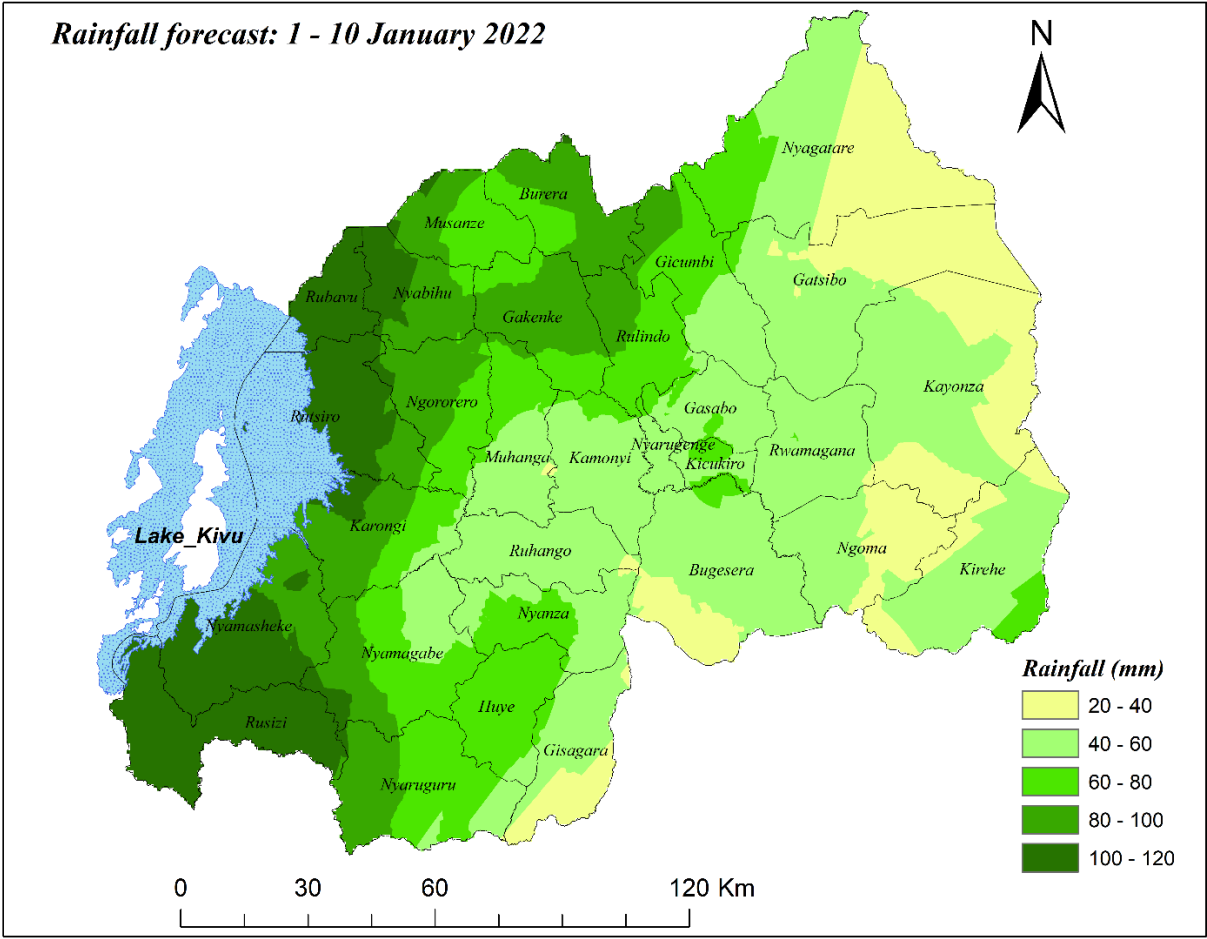 Rainfall forecast: 1 - 10 January 2022
N
Nyagatare
Burera
Musanze
Gicumbi
Gatsibo
Rubavu
Nyabihu
Gakenke
Rulindo
Kayonza
Rutsiro
Ngororero
Gasabo
Nyarugenge
Rwamagana
Muhanga
Kamonyi
Kicukiro
Karongi
Lake_Kivu
Ruhango
Bugesera
Ngoma
Kirehe
Nyamasheke
Nyanza
Nyamagabe
Rusizi
Huye
Gisagara
Nyaruguru
Rainfall (mm)
20 - 40
40 - 60
60 - 80
80 - 100
100 - 120
0 30 60 120 Km